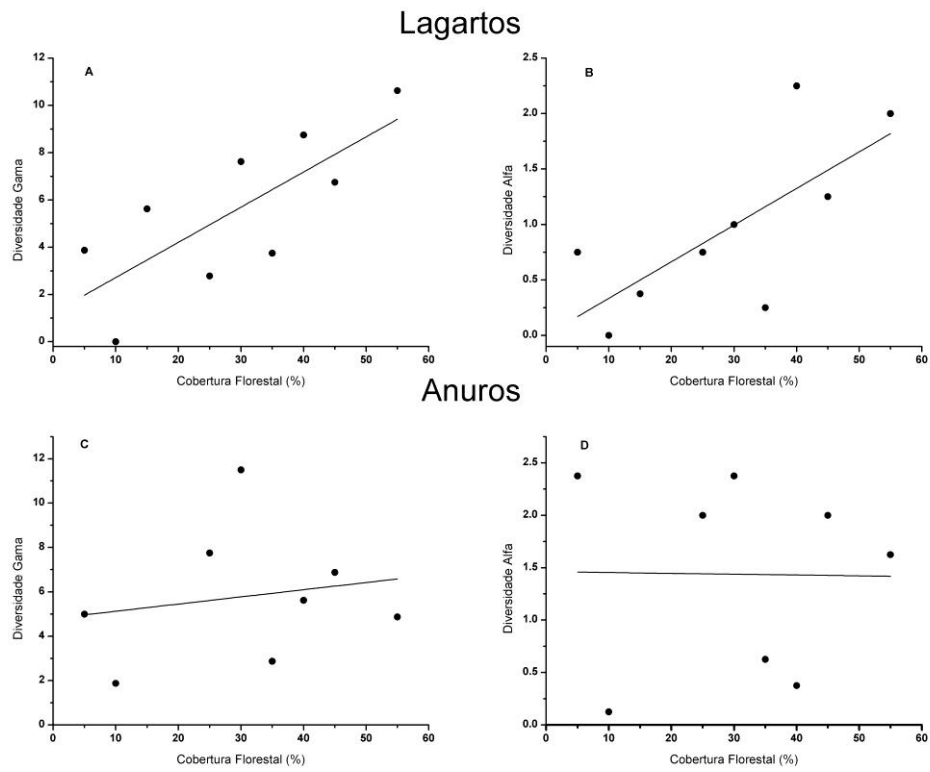 Lagartos
A
12
10
8
6
4
2
0
Diversidade Gama
0 10 20 30 40 50 60
Cobertura Florestal (%)
B
2.5
2.0
1.5
1.0
0.5
0.0
Diversidade Alfa
0 10 20 30 40 50 60
Cobertura Florestal (%)
Anuros
C
12
10
8
6
4
2
0
Diversidade Gama
0 10 20 30 40 50 60
Cobertura Florestal (%)
D
2.5
2.0
1.5
1.0
0.5
0.0
Diversidade Alfa
0 10 20 30 40 50 60
Cobertura Florestal (%)